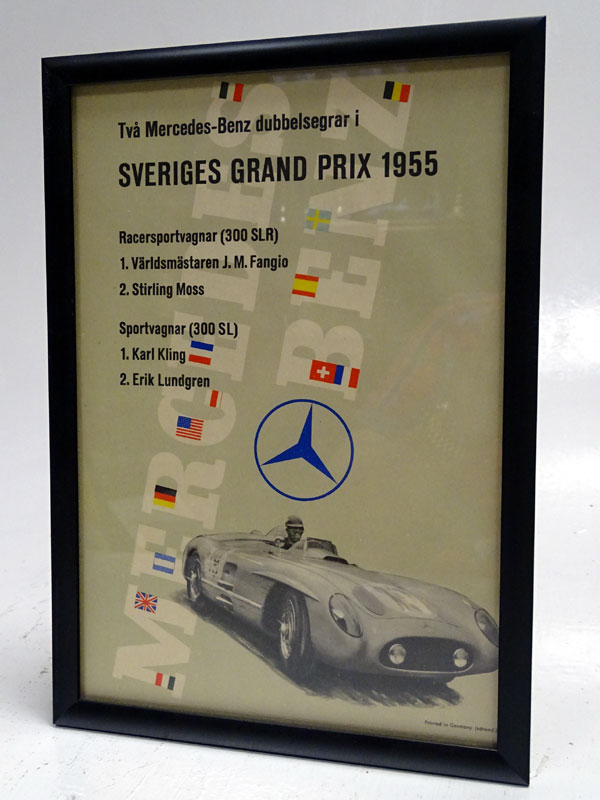 Två Mercedes-Benz dubbelsegrar i
SVERIGES GRAND PRIX 1955
Racersportvagnar (300 SLR)
1. Världsmästaren J. M. Fangio
2. Stirling Moss
Sportvagnar (300 SL)
1. Karl Kling
2. Erik Lundgren
MERCEDES
BENZ
Printed in Germany